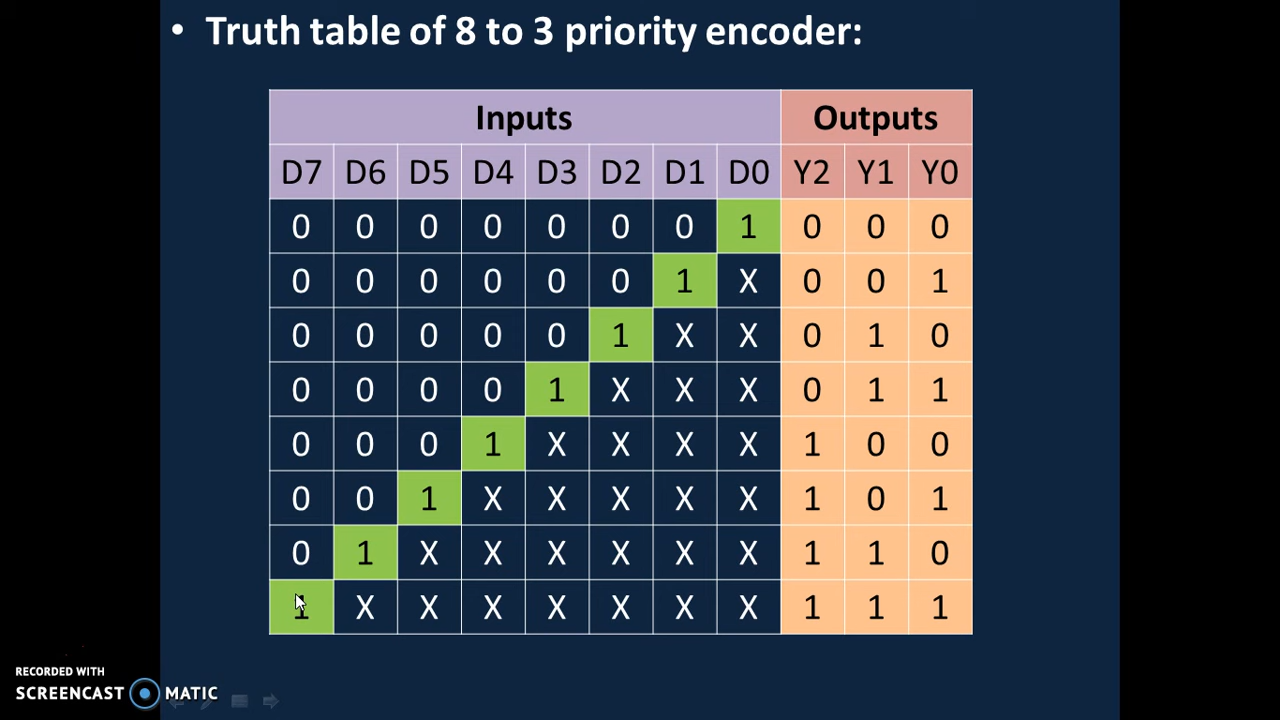 • Truth table of 8 to 3 priority encoder:
Inputs Outputs
D7 D6 D5 D4 D3 D2 D1 D0 Y2 Y1 Y0
0 0 0 0 0 0 0 1 0 0 0
0 0 0 0 0 0 1 X 0 0 1
0 0 0 0 0 1 X X 0 1 0
0 0 0 0 1 X X X 0 1 1
0 0 0 1 X X X X 1 0 0
0 0 1 X X X X X 1 0 1
0 1 X X X X X X 1 1 0
1 X X X X X X X 1 1 1
RECORDED WITH
SCREENCAST MATIC